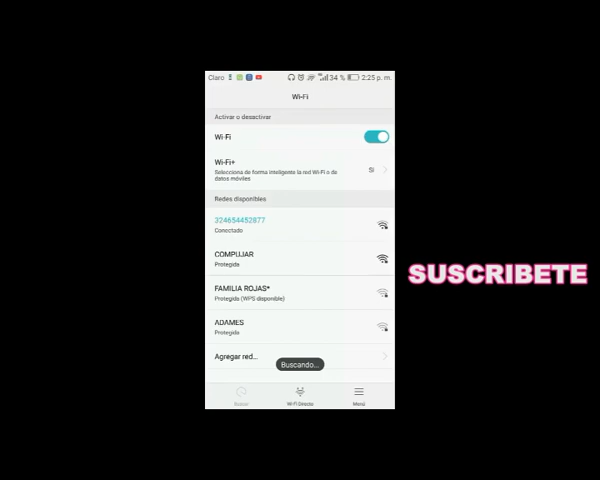 Claro 34 % 2:25 p. m.
Wi-Fi
Activar o desactivar
Wi-Fi
Wi-Fi+
Selecciona de forma inteligente la red Wi-Fi o de
datos móviles
Sí
Redes disponibles
324654452877
Conectado
COMPUJAR
Protegida
SUSCRIBETE
FAMILIA ROJAS*
Protegida (WPS disponible)
ADAMES
Protegida
Agregar red...
Buscando...
Buscar
Wi-Fi Directo
Menú